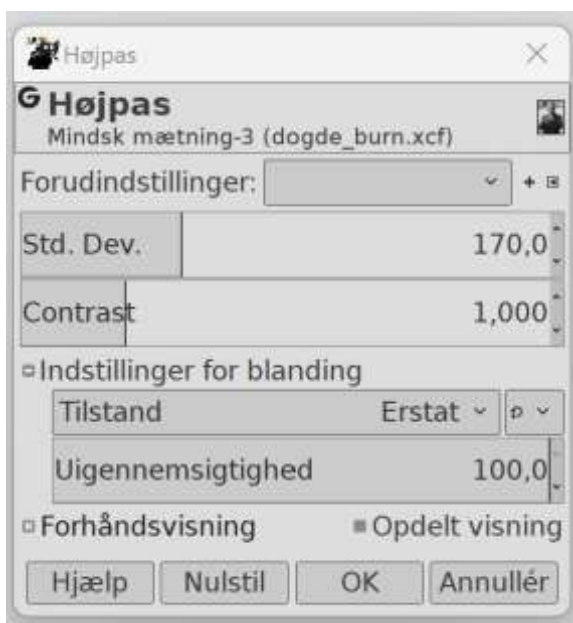 Højpas
G Højpas
Mindsk mætning-3 (dogde_burn.xcf)
Forudindstillinger:
Std. Dev. 170,0
Contrast 1,000
Indstillinger for blanding
Tilstand Erstat
Uigennemsigtighed 100,0
Forhåndsvisning Opdelt visning
Hjælp Nulstil OK Annullér